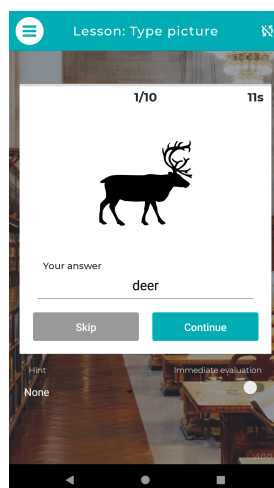 Lesson: Type picture
1/10 11s
Your answer
deer
Skip Continue
Hint Immediate evaluation
None